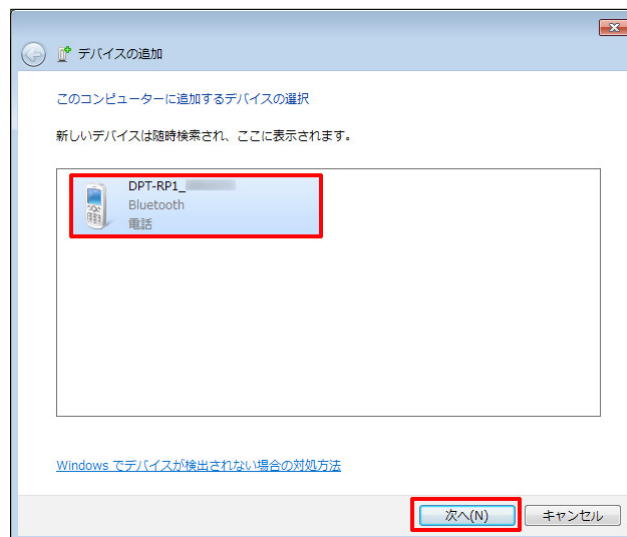 デバイスの追加
このコンピューターに追加するデバイスの選択
新しいデバイスは随時検索され、ここに表示されます。
DPT-RP1_
Bluetooth
電話
Windows でデバイスが検出されない場合の対処方法
次へ(N)
キャンセル